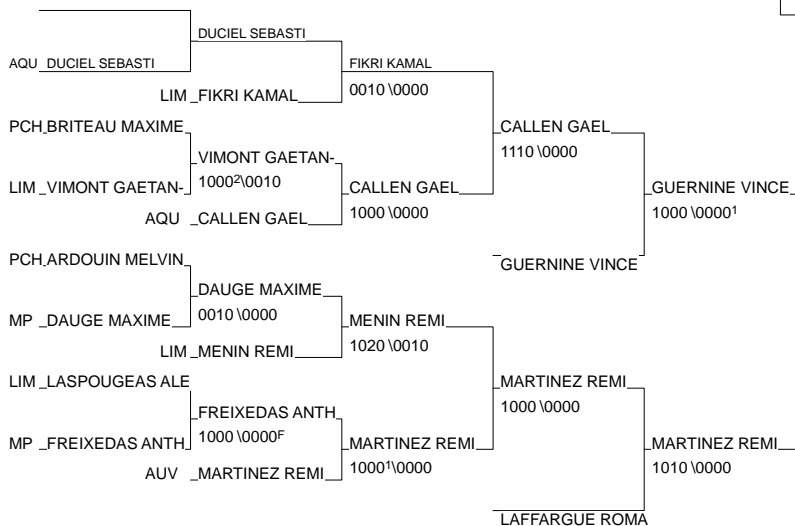 DUCIEL SEBASTI
AQU DUCIEL SEBASTI
FIKRI KAMAL
0010 \0000
LIM FIKRI KAMAL
PCH BRITEAU MAXIME
CALLEN GAEL
1110 \0000
VIMONT GAETAN-
1000² \0010
LIM VIMONT GAETAN-
CALLEN GAEL
1000 \0000
GUERNINE VINCE
1000 \0000¹
AQU CALLEN GAEL
PCH ARDOUIN MELVIN
GUERNINE VINCE
DAUGE MAXIME
0010 \0000
MP DAUGE MAXIME
MENIN REMI
1020 \0010
LIM MENIN REMI
LIM LASPOUGEAS ALE
MARTINEZ REMI
1000 \0000
FREIXEDAS ANTH
1000 \0000F
MP FREIXEDAS ANTH
MARTINEZ REMI
1000¹ \0000
MARTINEZ REMI
1010 \0000
AUV MARTINEZ REMI
LAFFARGUE ROMA